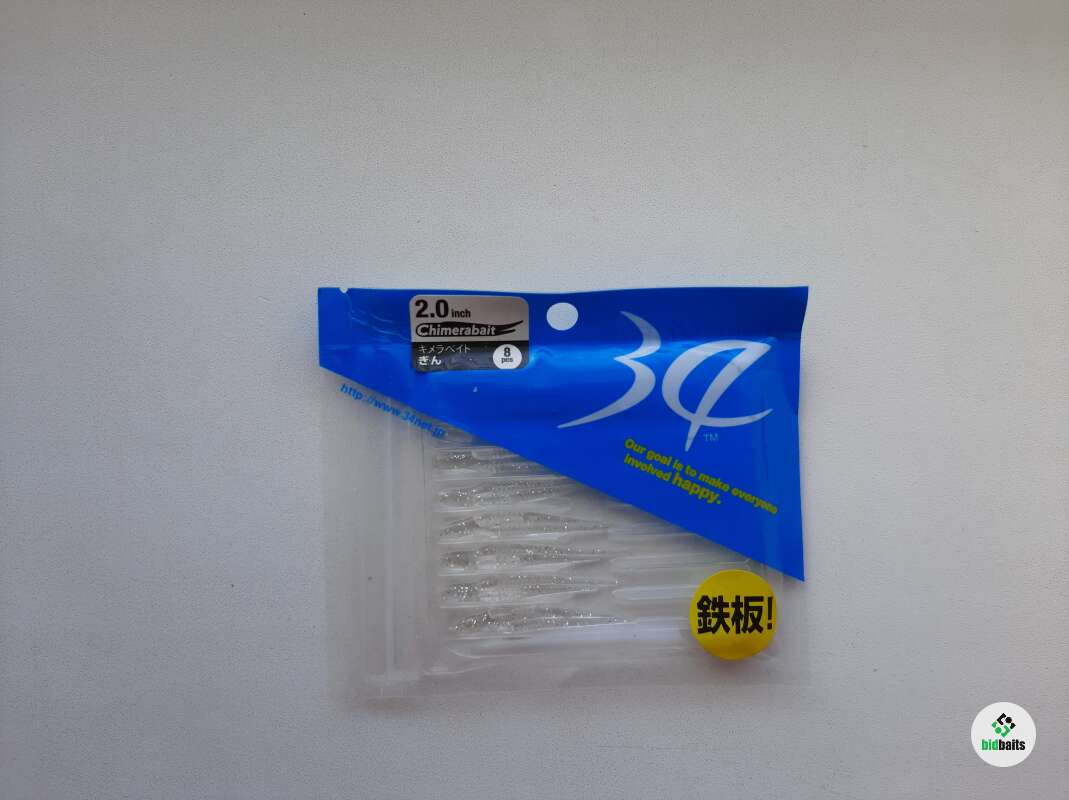 2.0 inch
Chimerabait
キメラベイト
ぎん
8
pcs
34
TM
http://www.34net.jp
Our goal is to make everyone
involved happy.
鉄板!
bidbaits